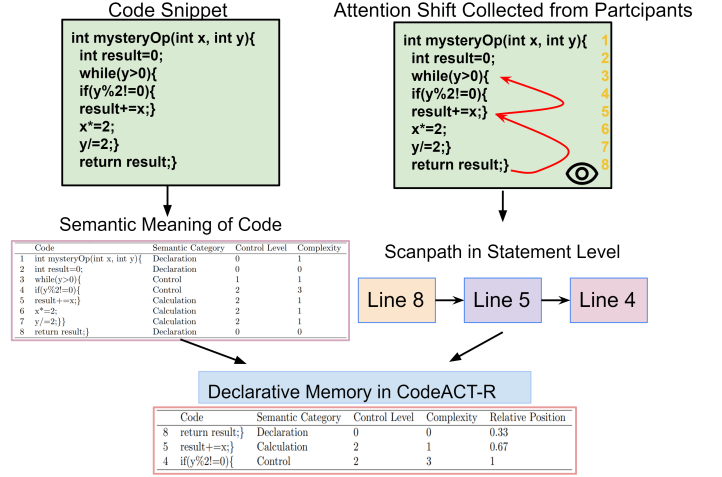 Code Snippet
int mysteryOp(int x, int y){
int result=0;
while(y>0){
if(y%2!=0){
result+=x;}
x*=2;
y/=2;}
return result;}
Attention Shift Collected from Partcipants
int mysteryOp(int x, int y){ 1
int result=0; 2
while(y>0){ 3
if(y%2!=0){ 4
result+=x;} 5
x*=2; 6
y/=2;} 7
return result;} 8
Semantic Meaning of Code
Code Semantic Category Control Level Complexity
1 int mysteryOp(int x, int y){ Declaration 0 1
2 int result=0; Declaration 0 0
3 while(y>0){ Control 1 1
4 if(y%2!=0){ Control 2 3
5 result+=x;} Calculation 2 1
6 x*=2; Calculation 2 1
7 y/=2;}} Calculation 2 1
8 return result;} Declaration 0 0
Scanpath in Statement Level
Line 8 Line 5 Line 4
Declarative Memory in CodeACT-R
Code Semantic Category Control Level Complexity Relative Position
8 return result;} Declaration 0 0 0.33
5 result+=x;} Calculation 2 1 0.67
4 if(y%2!=0){ Control 2 3 1